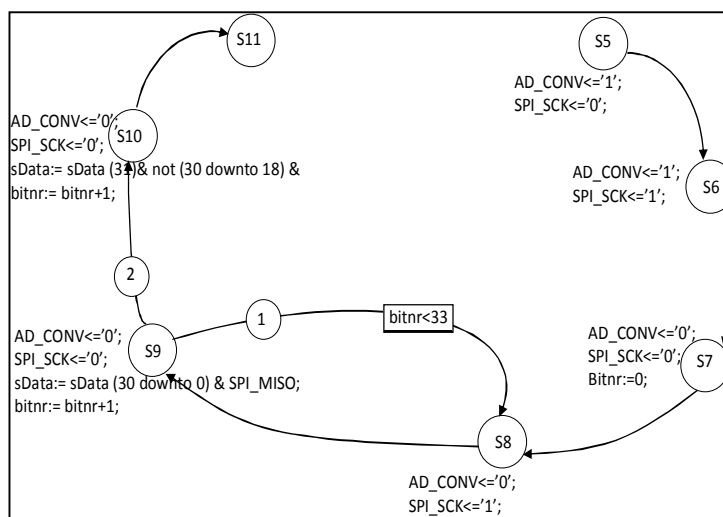 S11
S5
AD_CONV<='1';
SPI_SCK<='0';
AD_CONV<='0';
SPI_SCK<='0';
S10
sData:= sData (31)& not (30 downto 18) &
bitnr:= bitnr+1;
AD_CONV<='1';
SPI_SCK<='1';
S6
2
1
bitnr<33
AD_CONV<='0';
SPI_SCK<='0';
S9
sData:= sData (30 downto 0) & SPI_MISO;
bitnr:= bitnr+1;
AD_CONV<='0';
SPI_SCK<='0';
Bitnr:=0;
S7
S8
AD_CONV<='0';
SPI_SCK<='1';